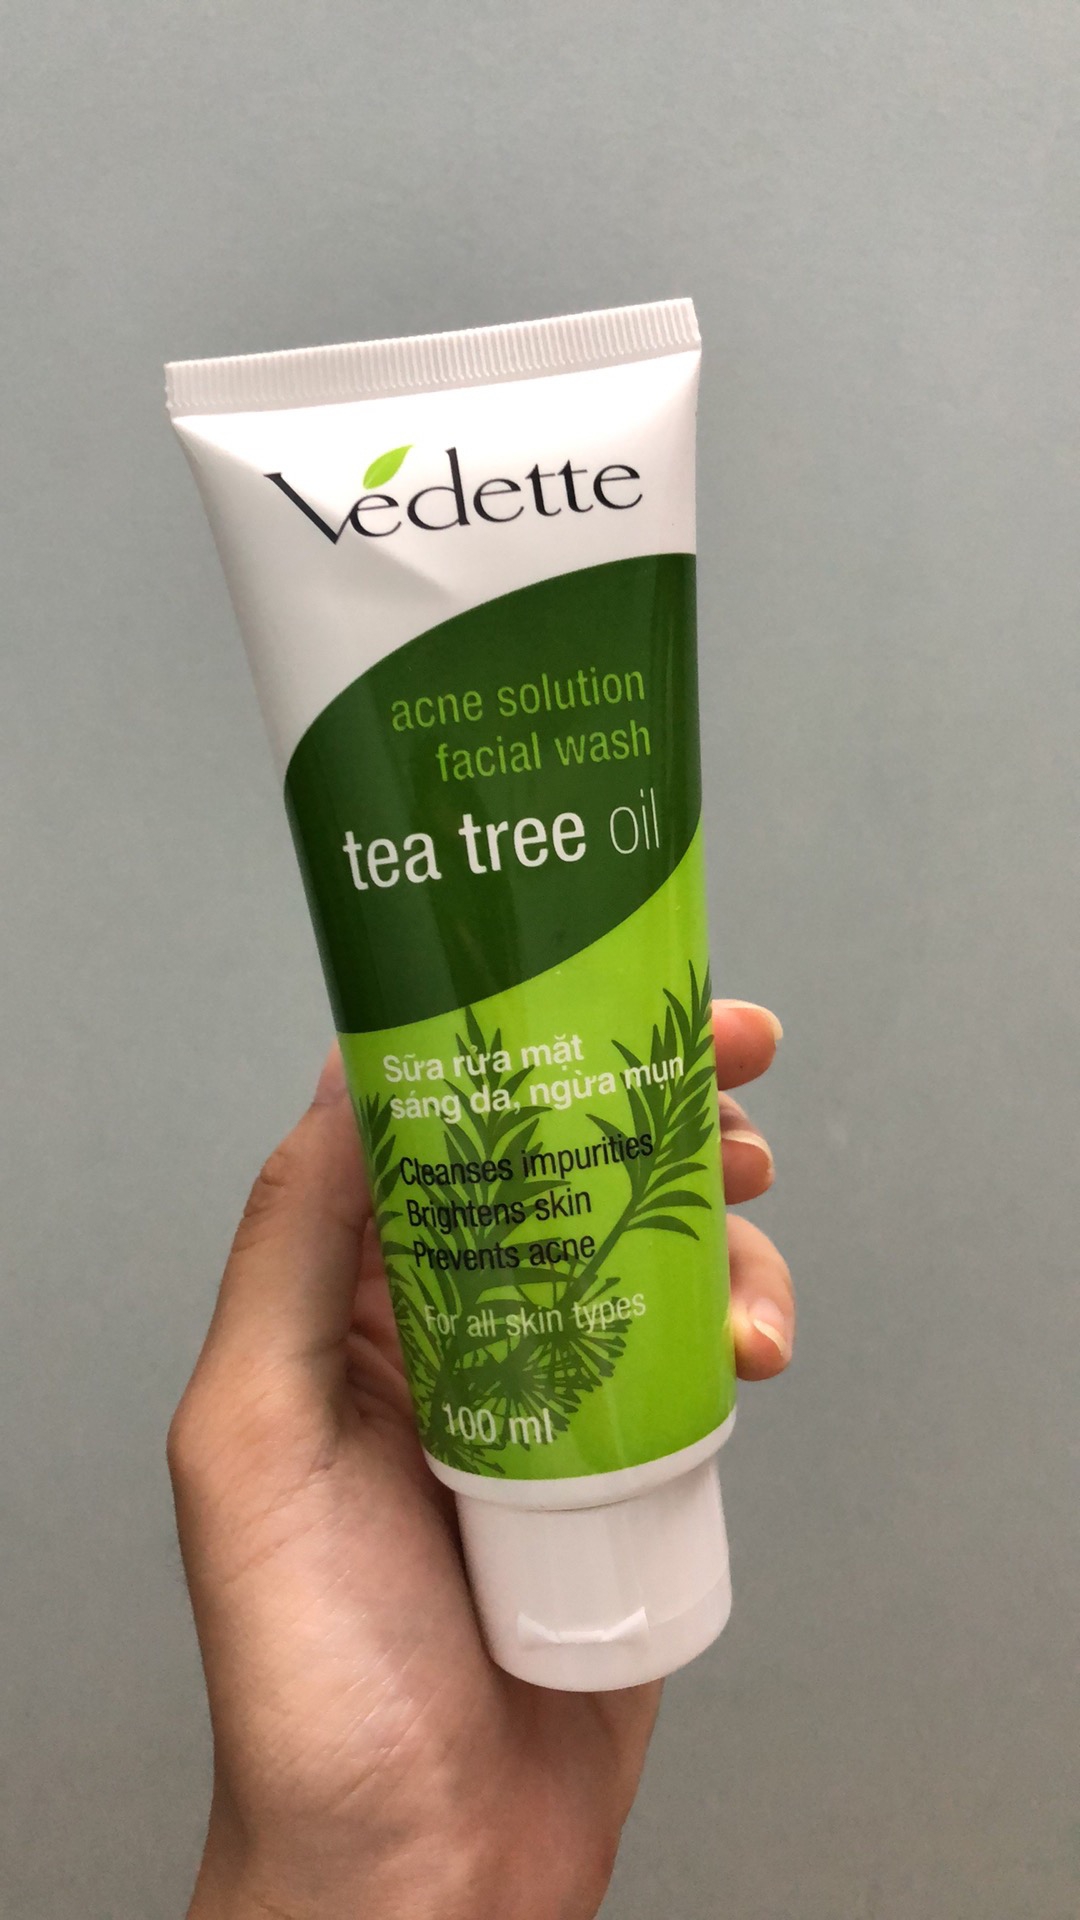 Vedette
acne solution
facial wash
tea tree oil
Sữa rửa mặt
sáng da, ngừa mụn
Cleanses impurities
Brightens skin
Prevents acne
For all skin types
100 ml